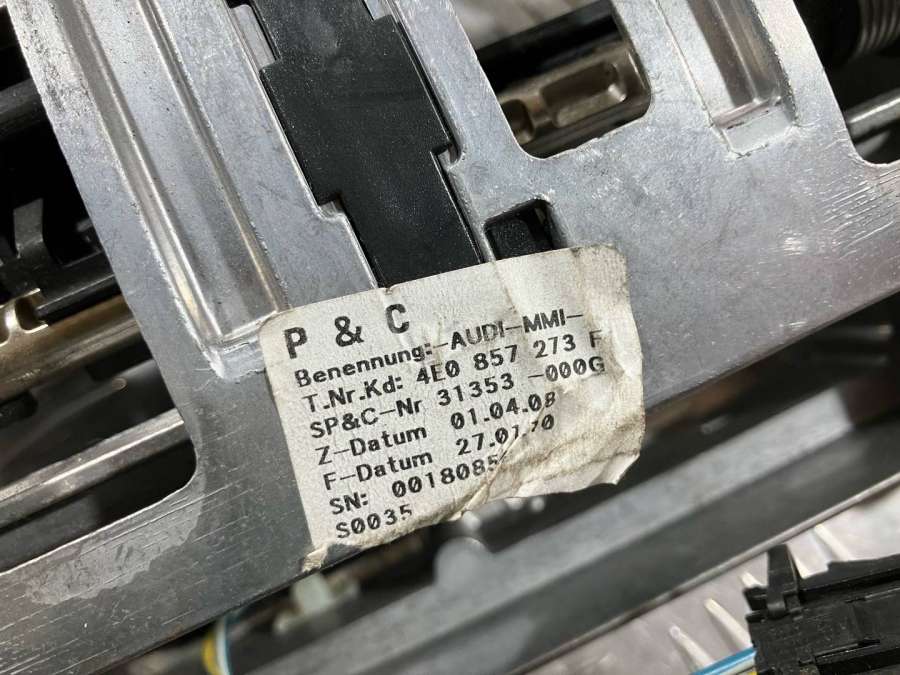 P & C
Benennung:-AUDI-MMI-
T.Nr.Kd: 4E0 857 273 F
SP&C-Nr 31353 -000G
Z-Datum 01.04.08
F-Datum 27.01.10
SN: 0018085
S0035